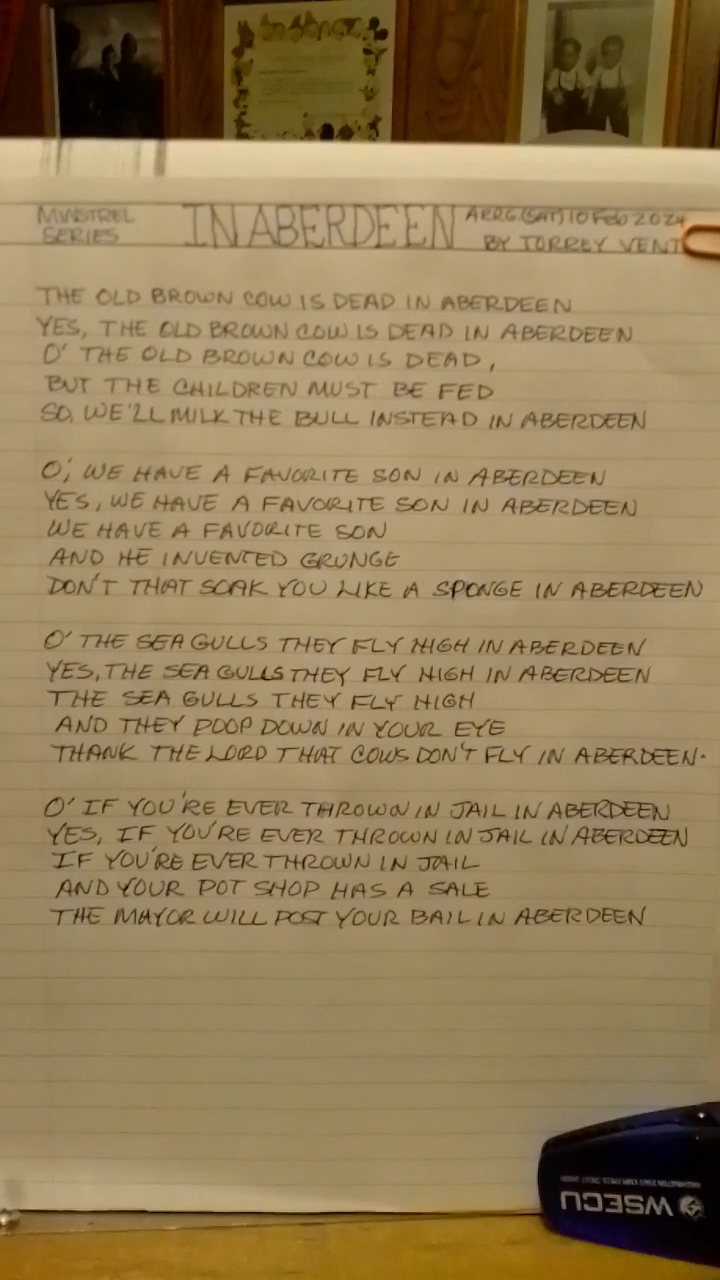 MINSTREL SERIES
IN ABERDEEN
ARRG (SAT) 10 FEB 2024
BY TORREY VENT
THE OLD BROWN COW IS DEAD IN ABERDEEN
YES, THE OLD BROWN COW IS DEAD IN ABERDEEN
O' THE OLD BROWN COW IS DEAD,
BUT THE CHILDREN MUST BE FED
SO, WE'LL MILK THE BULL INSTEAD IN ABERDEEN
O', WE HAVE A FAVORITE SON IN ABERDEEN
YES, WE HAVE A FAVORITE SON IN ABERDEEN
WE HAVE A FAVORITE SON
AND HE INVENTED GRUNGE
DON'T THAT SOAK YOU LIKE A SPONGE IN ABERDEEN
O' THE SEA GULLS THEY FLY HIGH IN ABERDEEN
YES, THE SEA GULLS THEY FLY HIGH IN ABERDEEN
THE SEA GULLS THEY FLY HIGH
AND THEY POOP DOWN IN YOUR EYE
THANK THE LORD THAT COWS DON'T FLY IN ABERDEEN.
O' IF YOU'RE EVER THROWN IN JAIL IN ABERDEEN
YES, IF YOU'RE EVER THROWN IN JAIL IN ABERDEEN
IF YOU'RE EVER THROWN IN JAIL
AND YOUR POT SHOP HAS A SALE
THE MAYOR WILL POST YOUR BAIL IN ABERDEEN
WSECU
WASHINGTON STATE EMPLOYEES CREDIT UNION